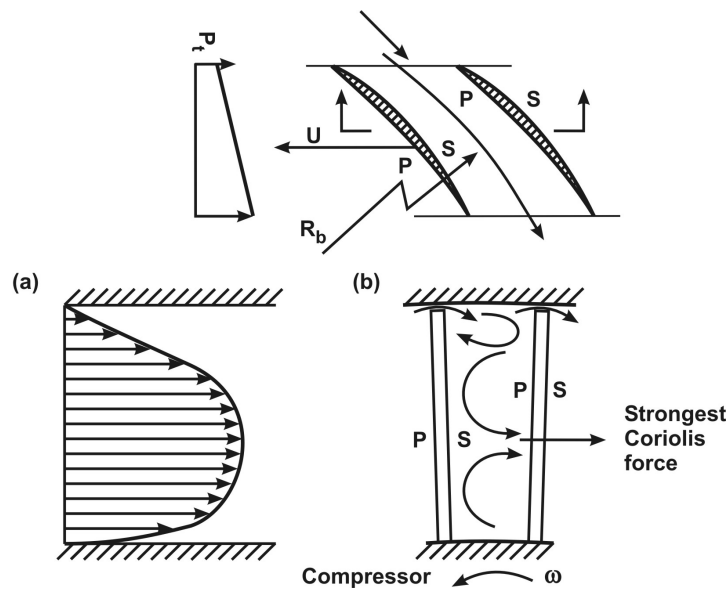 Pt
P
S
U
S
P
Rb
(a)
(b)
P
S
P
S
Strongest
Coriolis
force
Compressor
ω